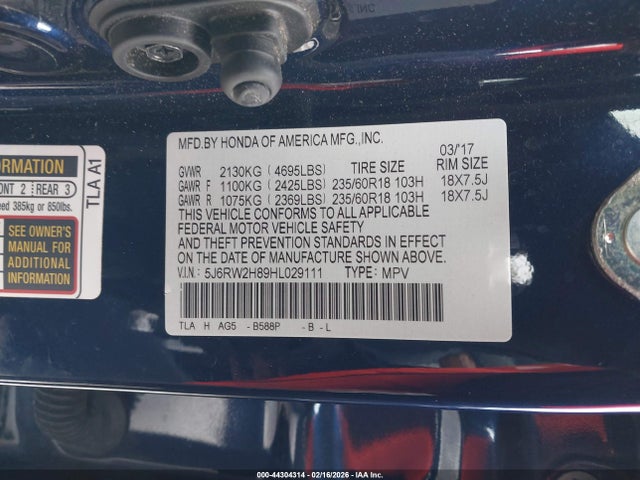 MFD.BY HONDA OF AMERICA MFG.,INC.
03/17
GVWR 2130KG (4695LBS) TIRE SIZE RIM SIZE
GAWR F 1100KG (2425LBS) 235/60R18 103H 18X7.5J
GAWR R 1075KG (2369LBS) 235/60R18 103H 18X7.5J
THIS VEHICLE CONFORMS TO ALL APPLICABLE
FEDERAL MOTOR VEHICLE SAFETY
AND THEFT PREVENTION STANDARDS IN EFFECT
ON THE DATE OF MANUFACTURE SHOWN ABOVE.
V.I.N.: 5J6RW2H89HL029111 TYPE: MPV
TLA H AG5 - B588P - B - L
ORMATION
ONT 2 REAR 3
eed 385kg or 850lbs.
SEE OWNER'S
MANUAL FOR
ADDITIONAL
INFORMATION
TLA A1
000-44304314 - 02/16/2026 - IAA Inc.